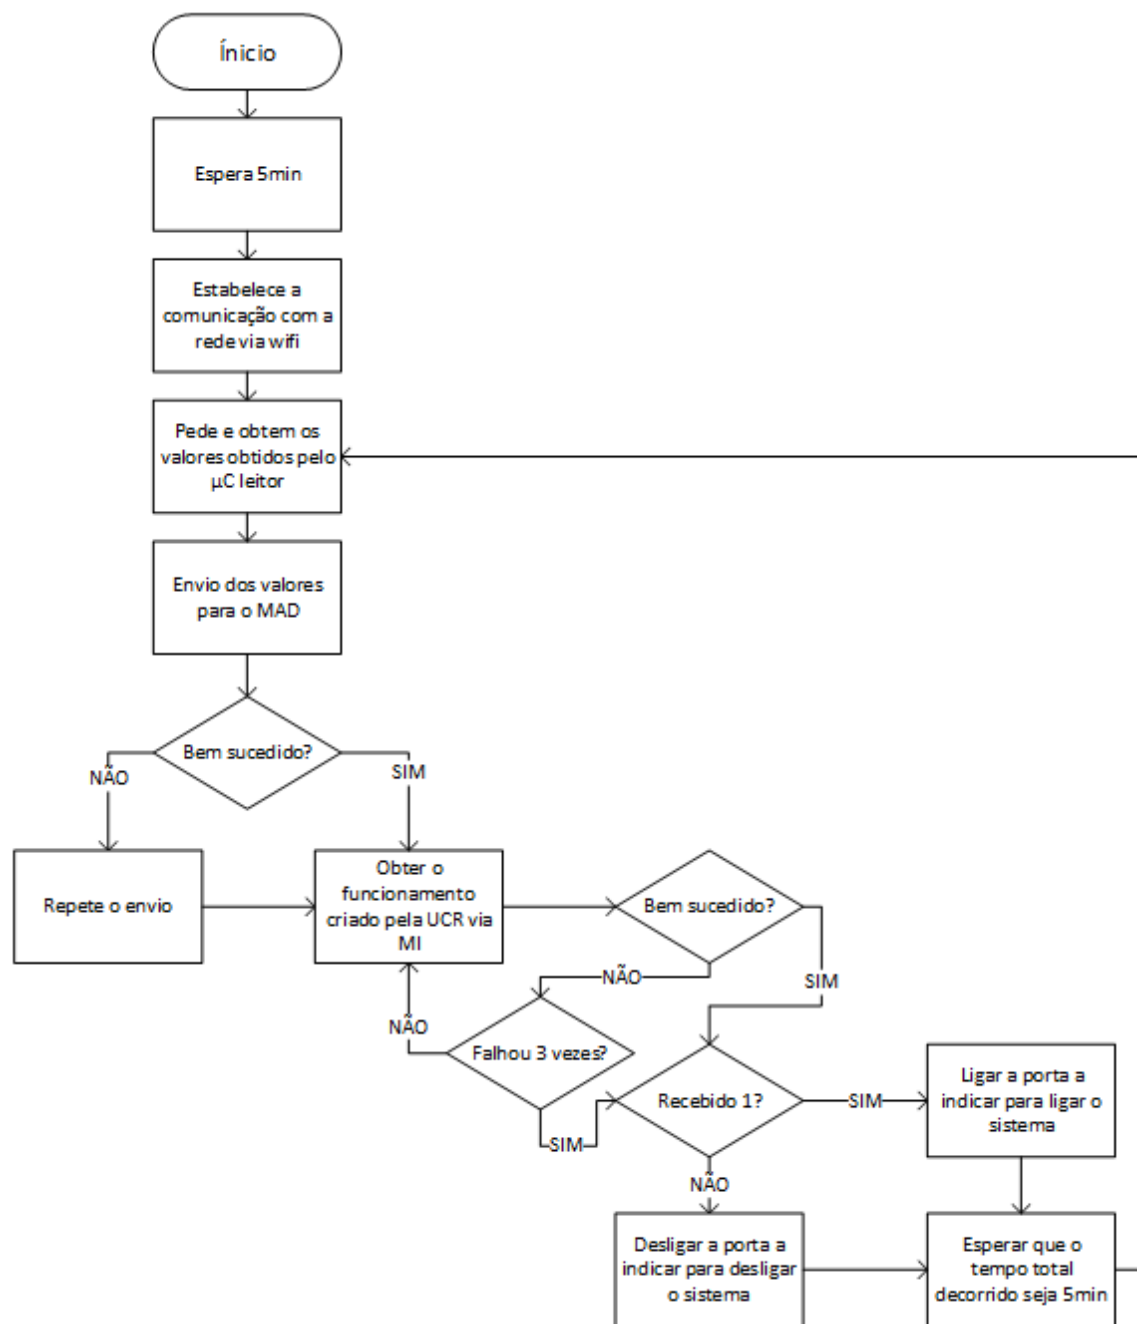 Ínicio
Espera 5min
Estabelece a
comunicação com a
rede via wifi
Pede e obtem os
valores obtidos pelo
µC leitor
Envio dos valores
para o MAD
Bem sucedido?
NÃO
SIM
Repete o envio
Obter o
funcionamento
criado pela UCR via
MI
Bem sucedido?
NÃO
SIM
Falhou 3 vezes?
NÃO
SIM
Recebido 1?
SIM
NÃO
Ligar a porta a
indicar para ligar o
sistema
Desligar a porta a
indicar para desligar
o sistema
Esperar que o
tempo total
decorrido seja 5min